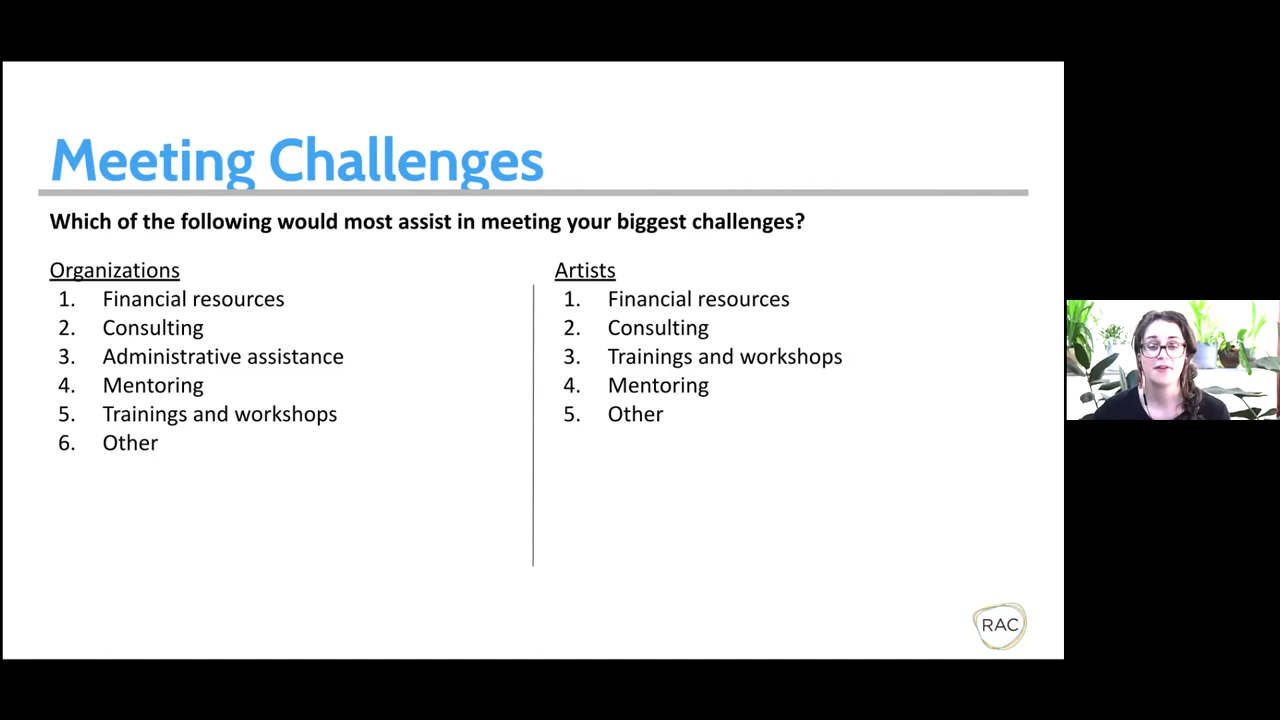 Meeting Challenges
Which of the following would most assist in meeting your biggest challenges?
Organizations
1. Financial resources
2. Consulting
3. Administrative assistance
4. Mentoring
5. Trainings and workshops
6. Other
Artists
1. Financial resources
2. Consulting
3. Trainings and workshops
4. Mentoring
5. Other
RAC